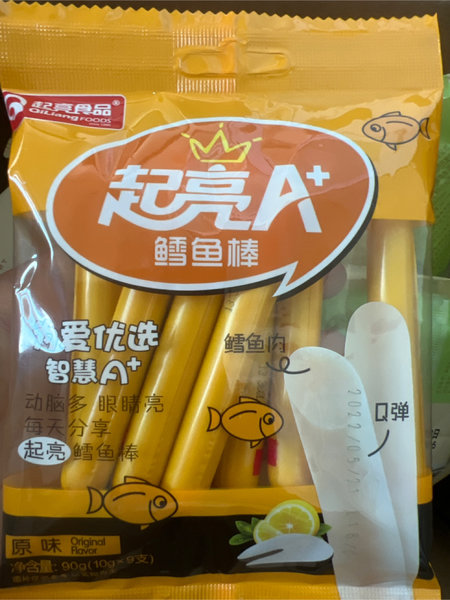 起亮食品®
QiLiang FOODS
起亮A+
鳕鱼棒
爱优选
智慧A+
鳕鱼肉
Q弹
动脑多 眼睛亮
每天分享
起亮 鳕鱼棒
原味 Original Flavor
净含量: 90g(10g×9支)